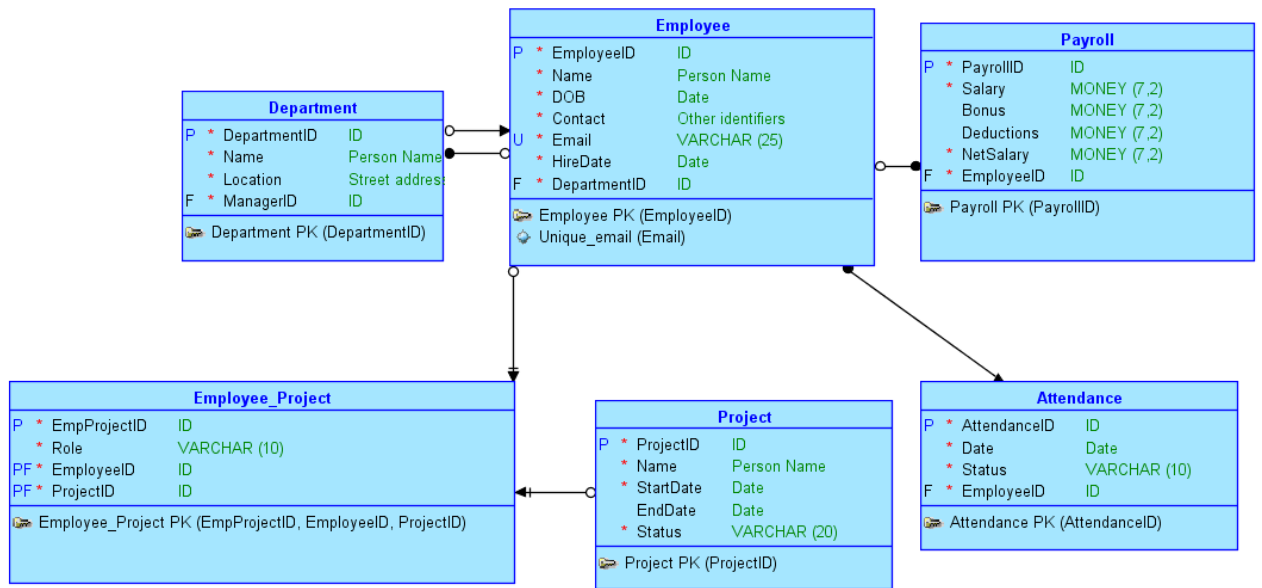 Department
P * DepartmentID ID
* Name Person Name
* Location Street addres
F * ManagerID ID
Department PK (DepartmentID)
Employee
P * EmployeeID ID
* Name Person Name
* DOB Date
* Contact Other identifiers
U * Email VARCHAR (25)
* HireDate Date
F * DepartmentID ID
Employee PK (EmployeeID)
Unique_email (Email)
Payroll
P * PayrollID ID
* Salary MONEY (7,2)
Bonus MONEY (7,2)
Deductions MONEY (7,2)
* NetSalary MONEY (7,2)
F * EmployeeID ID
Payroll PK (PayrollID)
Employee_Project
P * EmpProjectID ID
* Role VARCHAR (10)
PF * EmployeeID ID
PF * ProjectID ID
Employee_Project PK (EmpProjectID, EmployeeID, ProjectID)
Project
P * ProjectID ID
* Name Person Name
* StartDate Date
EndDate Date
* Status VARCHAR (20)
Project PK (ProjectID)
Attendance
P * AttendanceID ID
* Date Date
* Status VARCHAR (10)
F * EmployeeID ID
Attendance PK (AttendanceID)